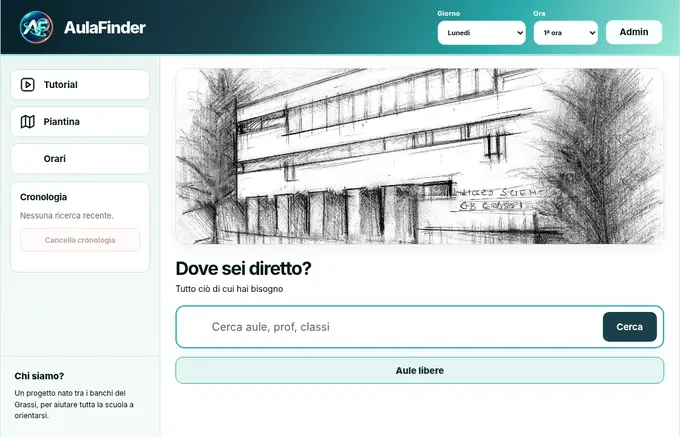 AulaFinder
Giorno
Lunedì
Ora
1ª ora
Admin
Tutorial
Piantina
Orari
Cronologia
Nessuna ricerca recente.
Cancella cronologia
Chi siamo?
Un progetto nato tra i banchi del
Grassi, per aiutare tutta la scuola a
orientarsi.
Dove sei diretto?
Tutto ciò di cui hai bisogno
Cerca aule, prof, classi
Cerca
Aule libere